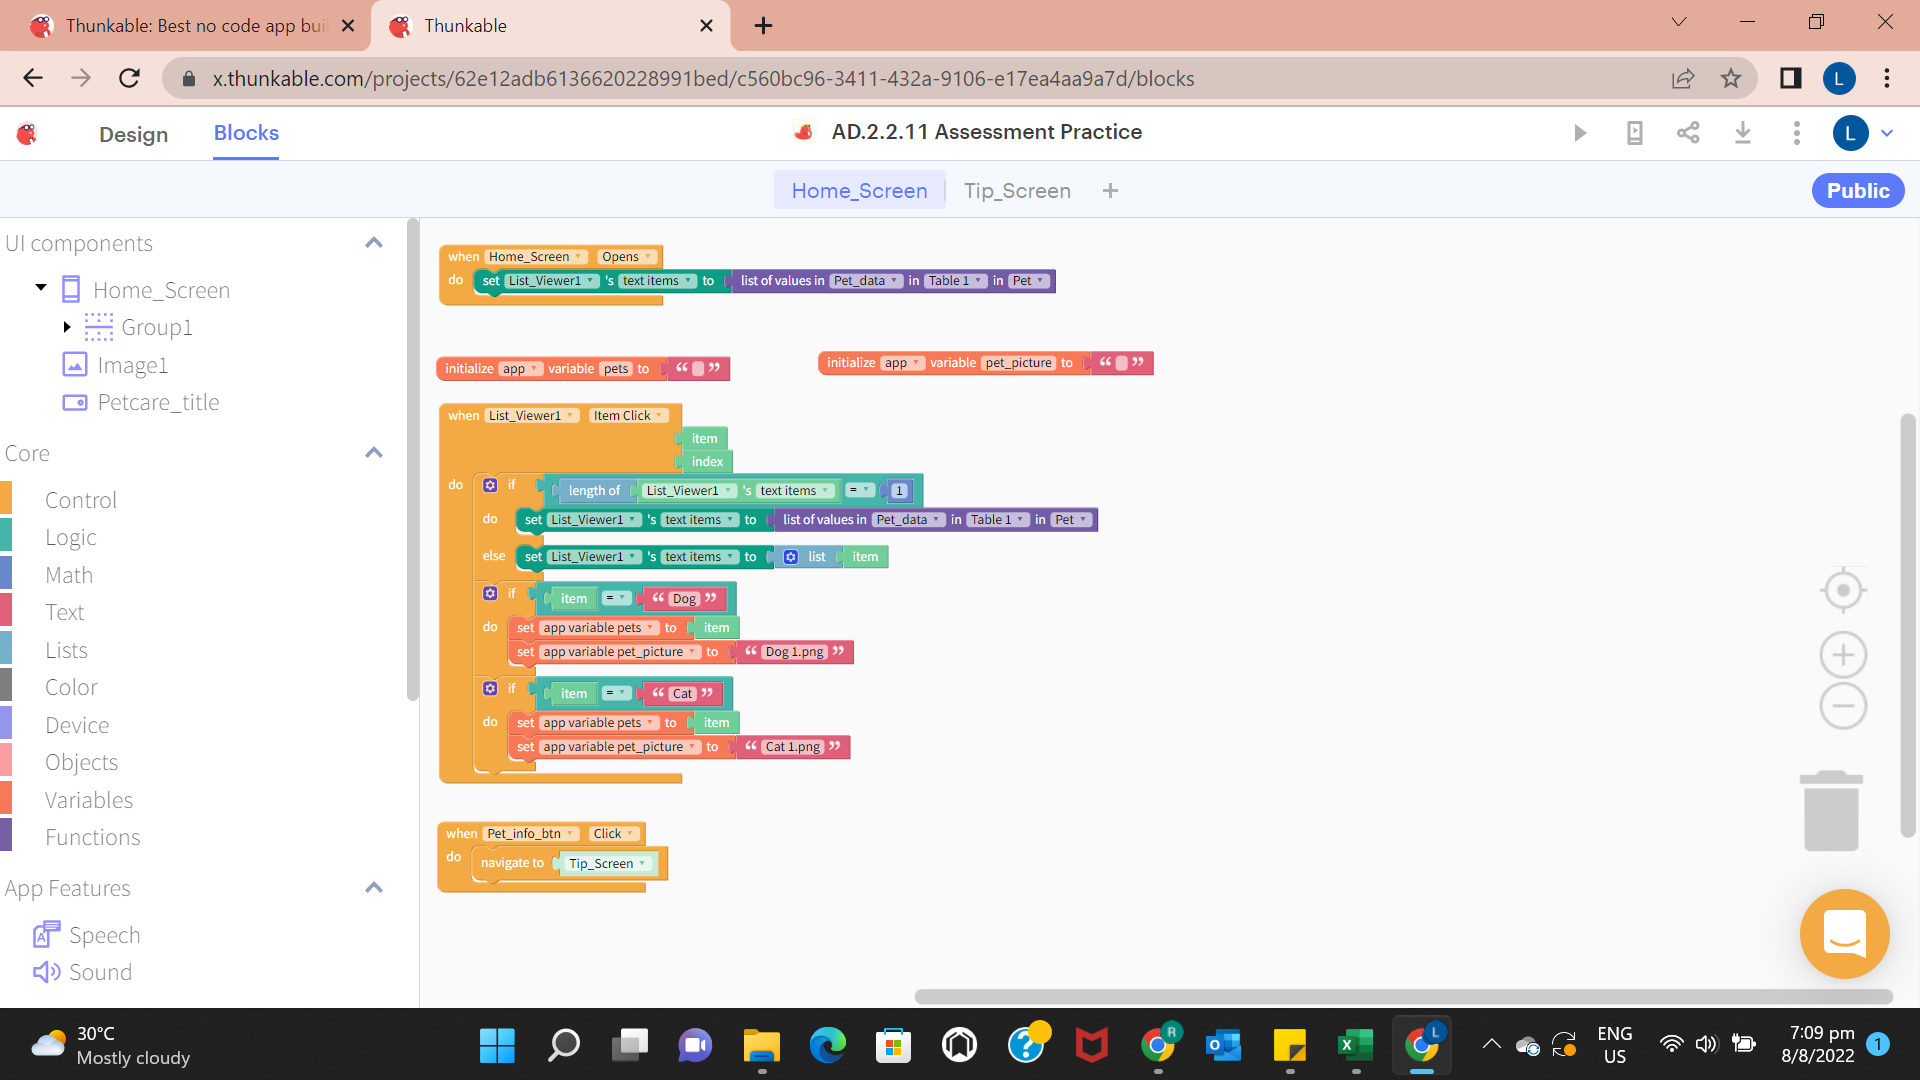 Thunkable: Best no code app bui
Thunkable
x.thunkable.com/projects/62e12adb6136620228991bed/c560bc96-3411-432a-9106-e17ea4aa9a7d/blocks
L
Design
Blocks
AD.2.2.11 Assessment Practice
L
Home_Screen
Tip_Screen
Public
UI components
Home_Screen
Group1
Image1
Petcare_title
Core
Control
Logic
Math
Text
Lists
Color
Device
Objects
Variables
Functions
App Features
Speech
Sound
when Home_Screen Opens
do set List_Viewer1 's text items to list of values in Pet_data in Table 1 in Pet
initialize app variable pets to “ ”
initialize app variable pet_picture to “ ”
when List_Viewer1 Item Click
item
index
do if length of List_Viewer1 's text items = 1
do set List_Viewer1 's text items to list of values in Pet_data in Table 1 in Pet
else set List_Viewer1 's text items to list item
if item = “ Dog ”
do set app variable pets to item
set app variable pet_picture to “ Dog 1.png ”
if item = “ Cat ”
do set app variable pets to item
set app variable pet_picture to “ Cat 1.png ”
when Pet_info_btn Click
do navigate to Tip_Screen
30°C
Mostly cloudy
R
L
ENG
US
7:09 pm
8/8/2022
1